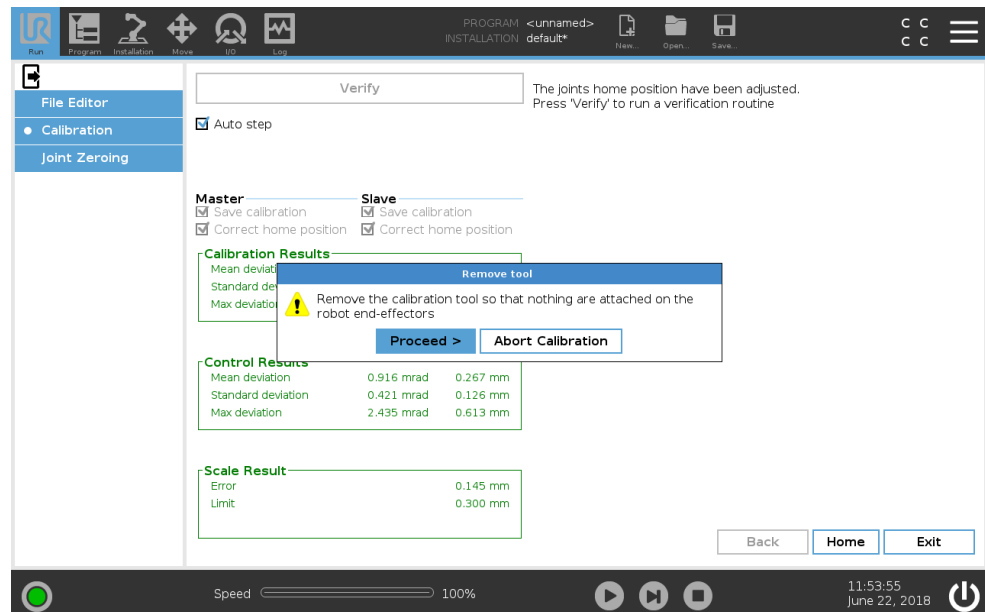 PROGRAM <unnamed>
INSTALLATION default*
Run Program Installation Move I/O Log New... Open... Save...
C C
C C
File Editor
Calibration
Joint Zeroing
Verify
The joints home position have been adjusted.
Press 'Verify' to run a verification routine
Auto step
Master Slave
Save calibration Save calibration
Correct home position Correct home position
Calibration Results
Mean deviati
Standard dev
Max deviatio
Remove tool
Remove the calibration tool so that nothing are attached on the
robot end-effectors
Proceed > Abort Calibration
Control Results
Mean deviation 0.916 mrad 0.267 mm
Standard deviation 0.421 mrad 0.126 mm
Max deviation 2.435 mrad 0.613 mm
Scale Result
Error 0.145 mm
Limit 0.300 mm
Back Home Exit
Speed 100%
11:53:55
June 22, 2018